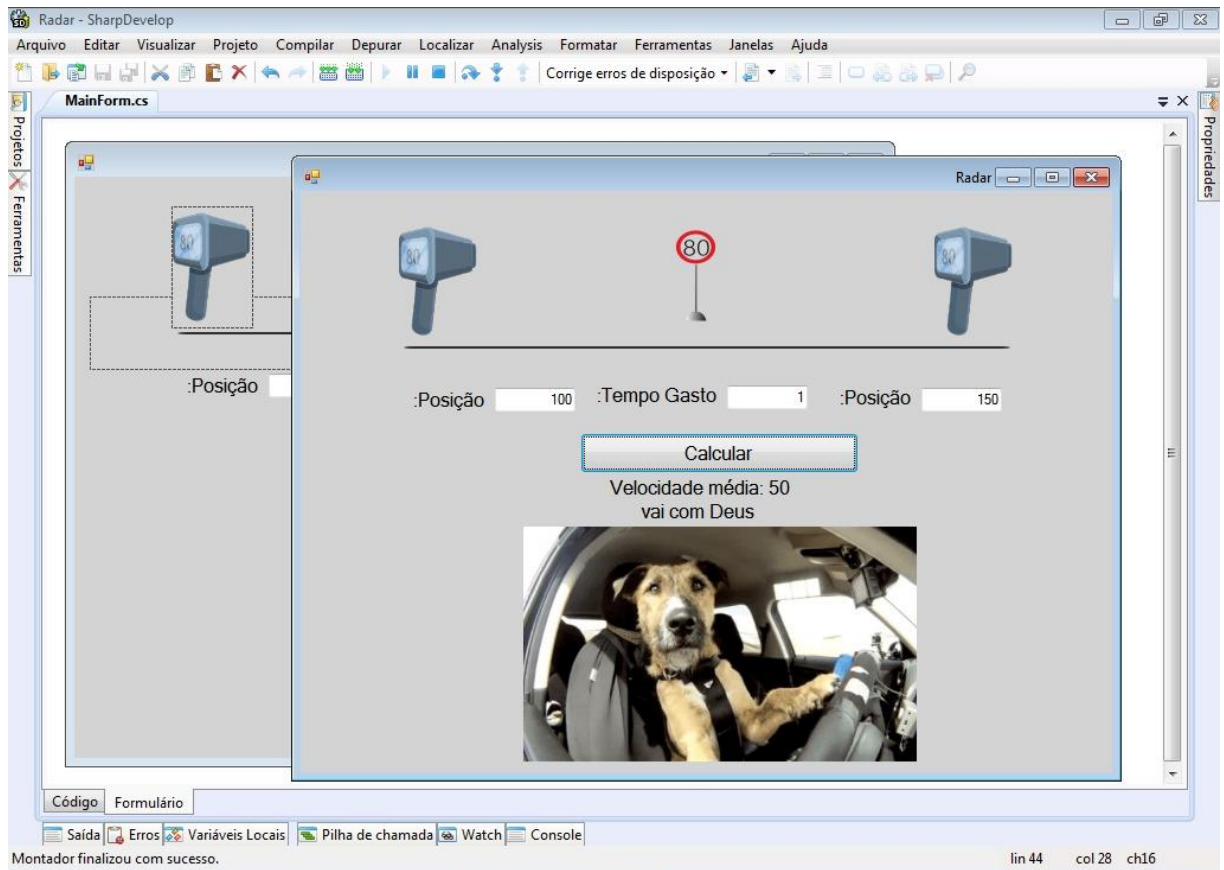 Radar - SharpDevelop
Arquivo Editar Visualizar Projeto Compilar Depurar Localizar Analysis Formatar Ferramentas Janelas Ajuda
Corrige erros de disposição
MainForm.cs
Projetos
Ferramentas
Propriedades
80
:Posição
Radar
80
80
80
:Posição 100 :Tempo Gasto 1 :Posição 150
Calcular
Velocidade média: 50
vai com Deus
Código Formulário
Saída Erros Variáveis Locais Pilha de chamada Watch Console
Montador finalizou com sucesso. lin 44 col 28 ch16